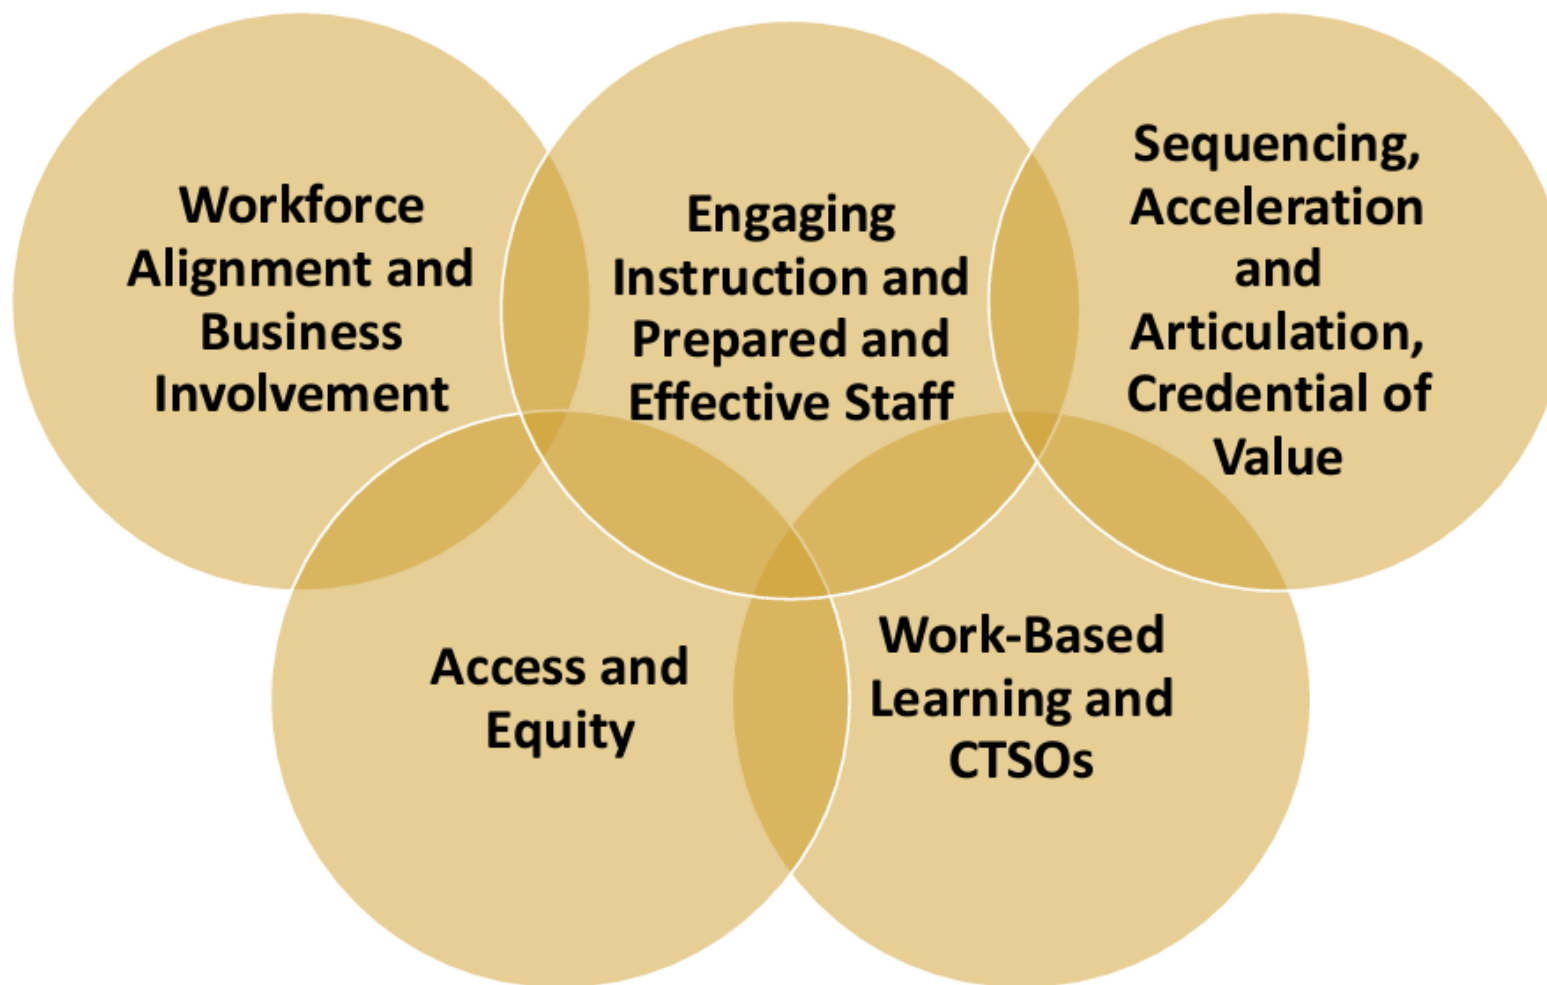 Workforce
Alignment and
Business
Involvement
Engaging
Instruction and
Prepared and
Effective Staff
Sequencing,
Acceleration
and
Articulation,
Credential of
Value
Access and
Equity
Work-Based
Learning and
CTSOs